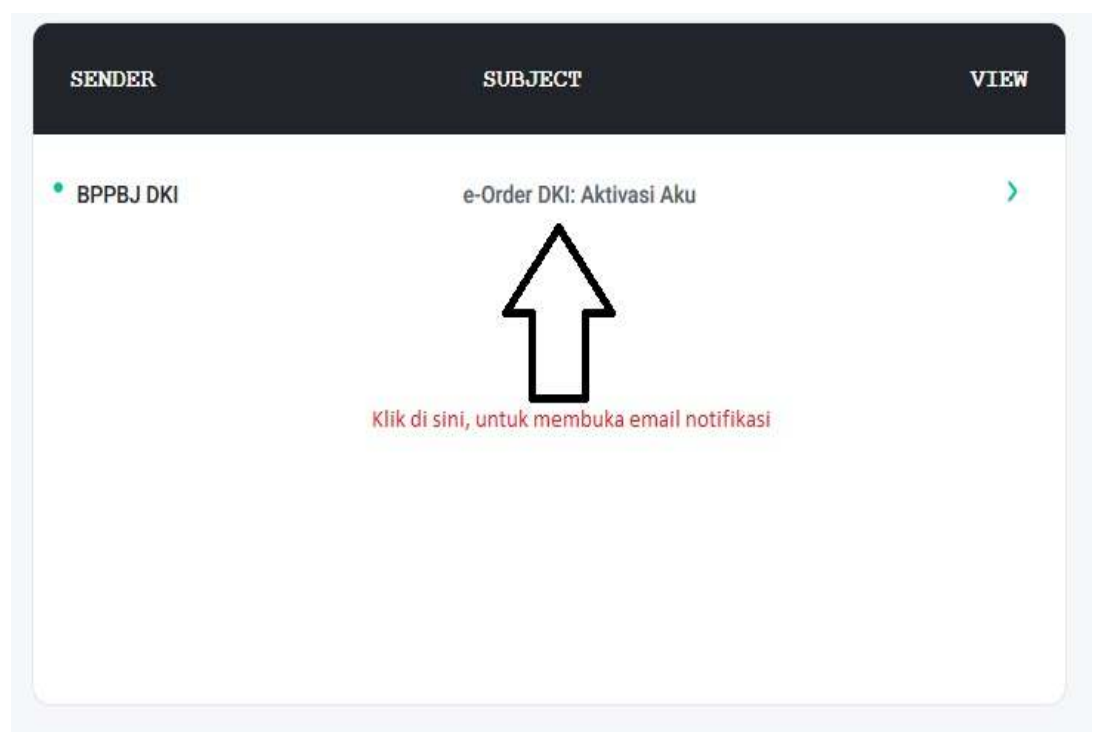 SENDER SUBJECT VIEW
BPPBJ DKI e-Order DKI: Aktivasi Aku
Klik di sini, untuk membuka email notifikasi